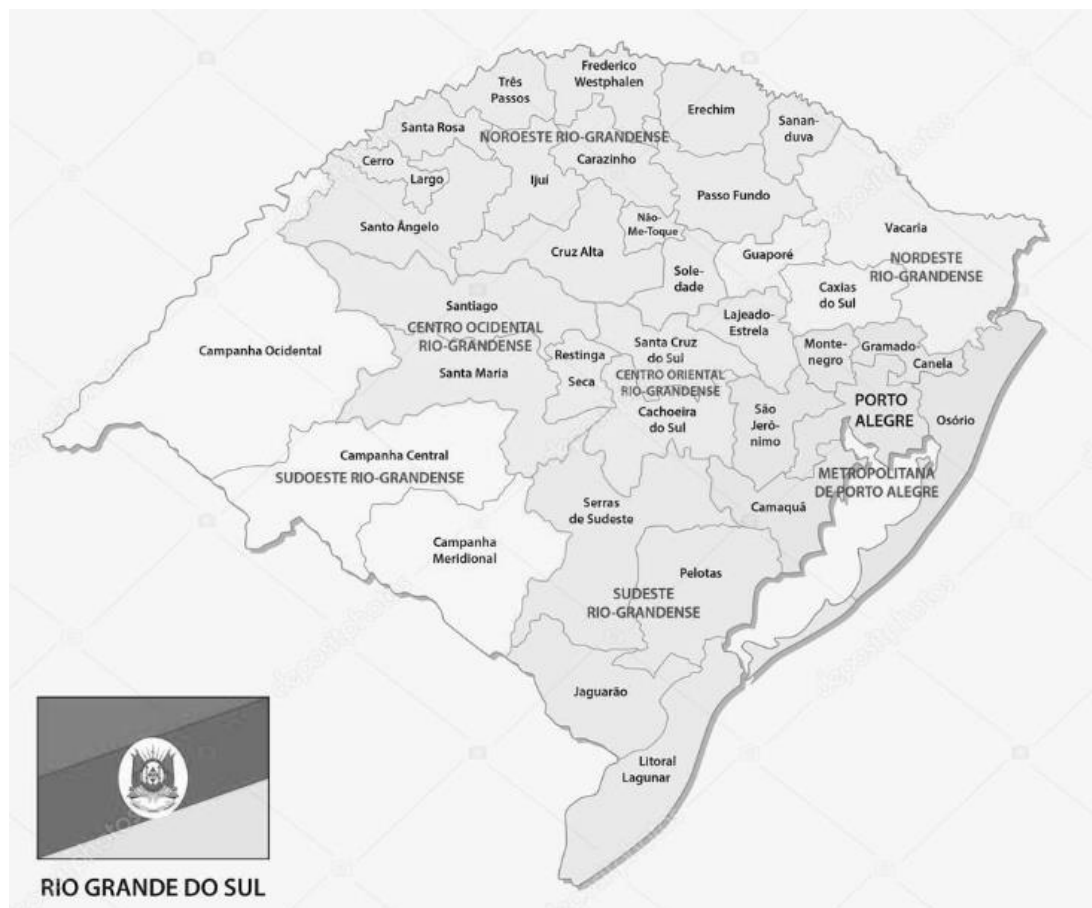 Frederico
Westphalen
Três
Passos
Erechim
Sanan-
duva
Santa Rosa
NOROESTE RIO-GRANDENSE
Cerro
Largo
Carazinho
Ijuí
Passo Fundo
Santo Ângelo
Não-
Me-Toque
Vacaria
Cruz Alta
Guaporé
NORDESTE
RIO-GRANDENSE
Sole-
dade
Caxias
do Sul
Santiago
Lajeado-
Estrela
CENTRO OCIDENTAL
RIO-GRANDENSE
Campanha Ocidental
Restinga
Seca
Santa Cruz
do Sul
Monte-
negro
Gramado-
Canela
Santa Maria
CENTRO ORIENTAL
RIO-GRANDENSE
PORTO
ALEGRE
Cachoeira
do Sul
São
Jerô-
nimo
Osório
Campanha Central
SUDOESTE RIO-GRANDENSE
METROPOLITANA
DE PORTO ALEGRE
Serras
de Sudeste
Camaquã
Campanha
Meridional
Pelotas
SUDESTE
RIO-GRANDENSE
Jaguarão
Litoral
Lagunar
RIO GRANDE DO SUL
depositphotos